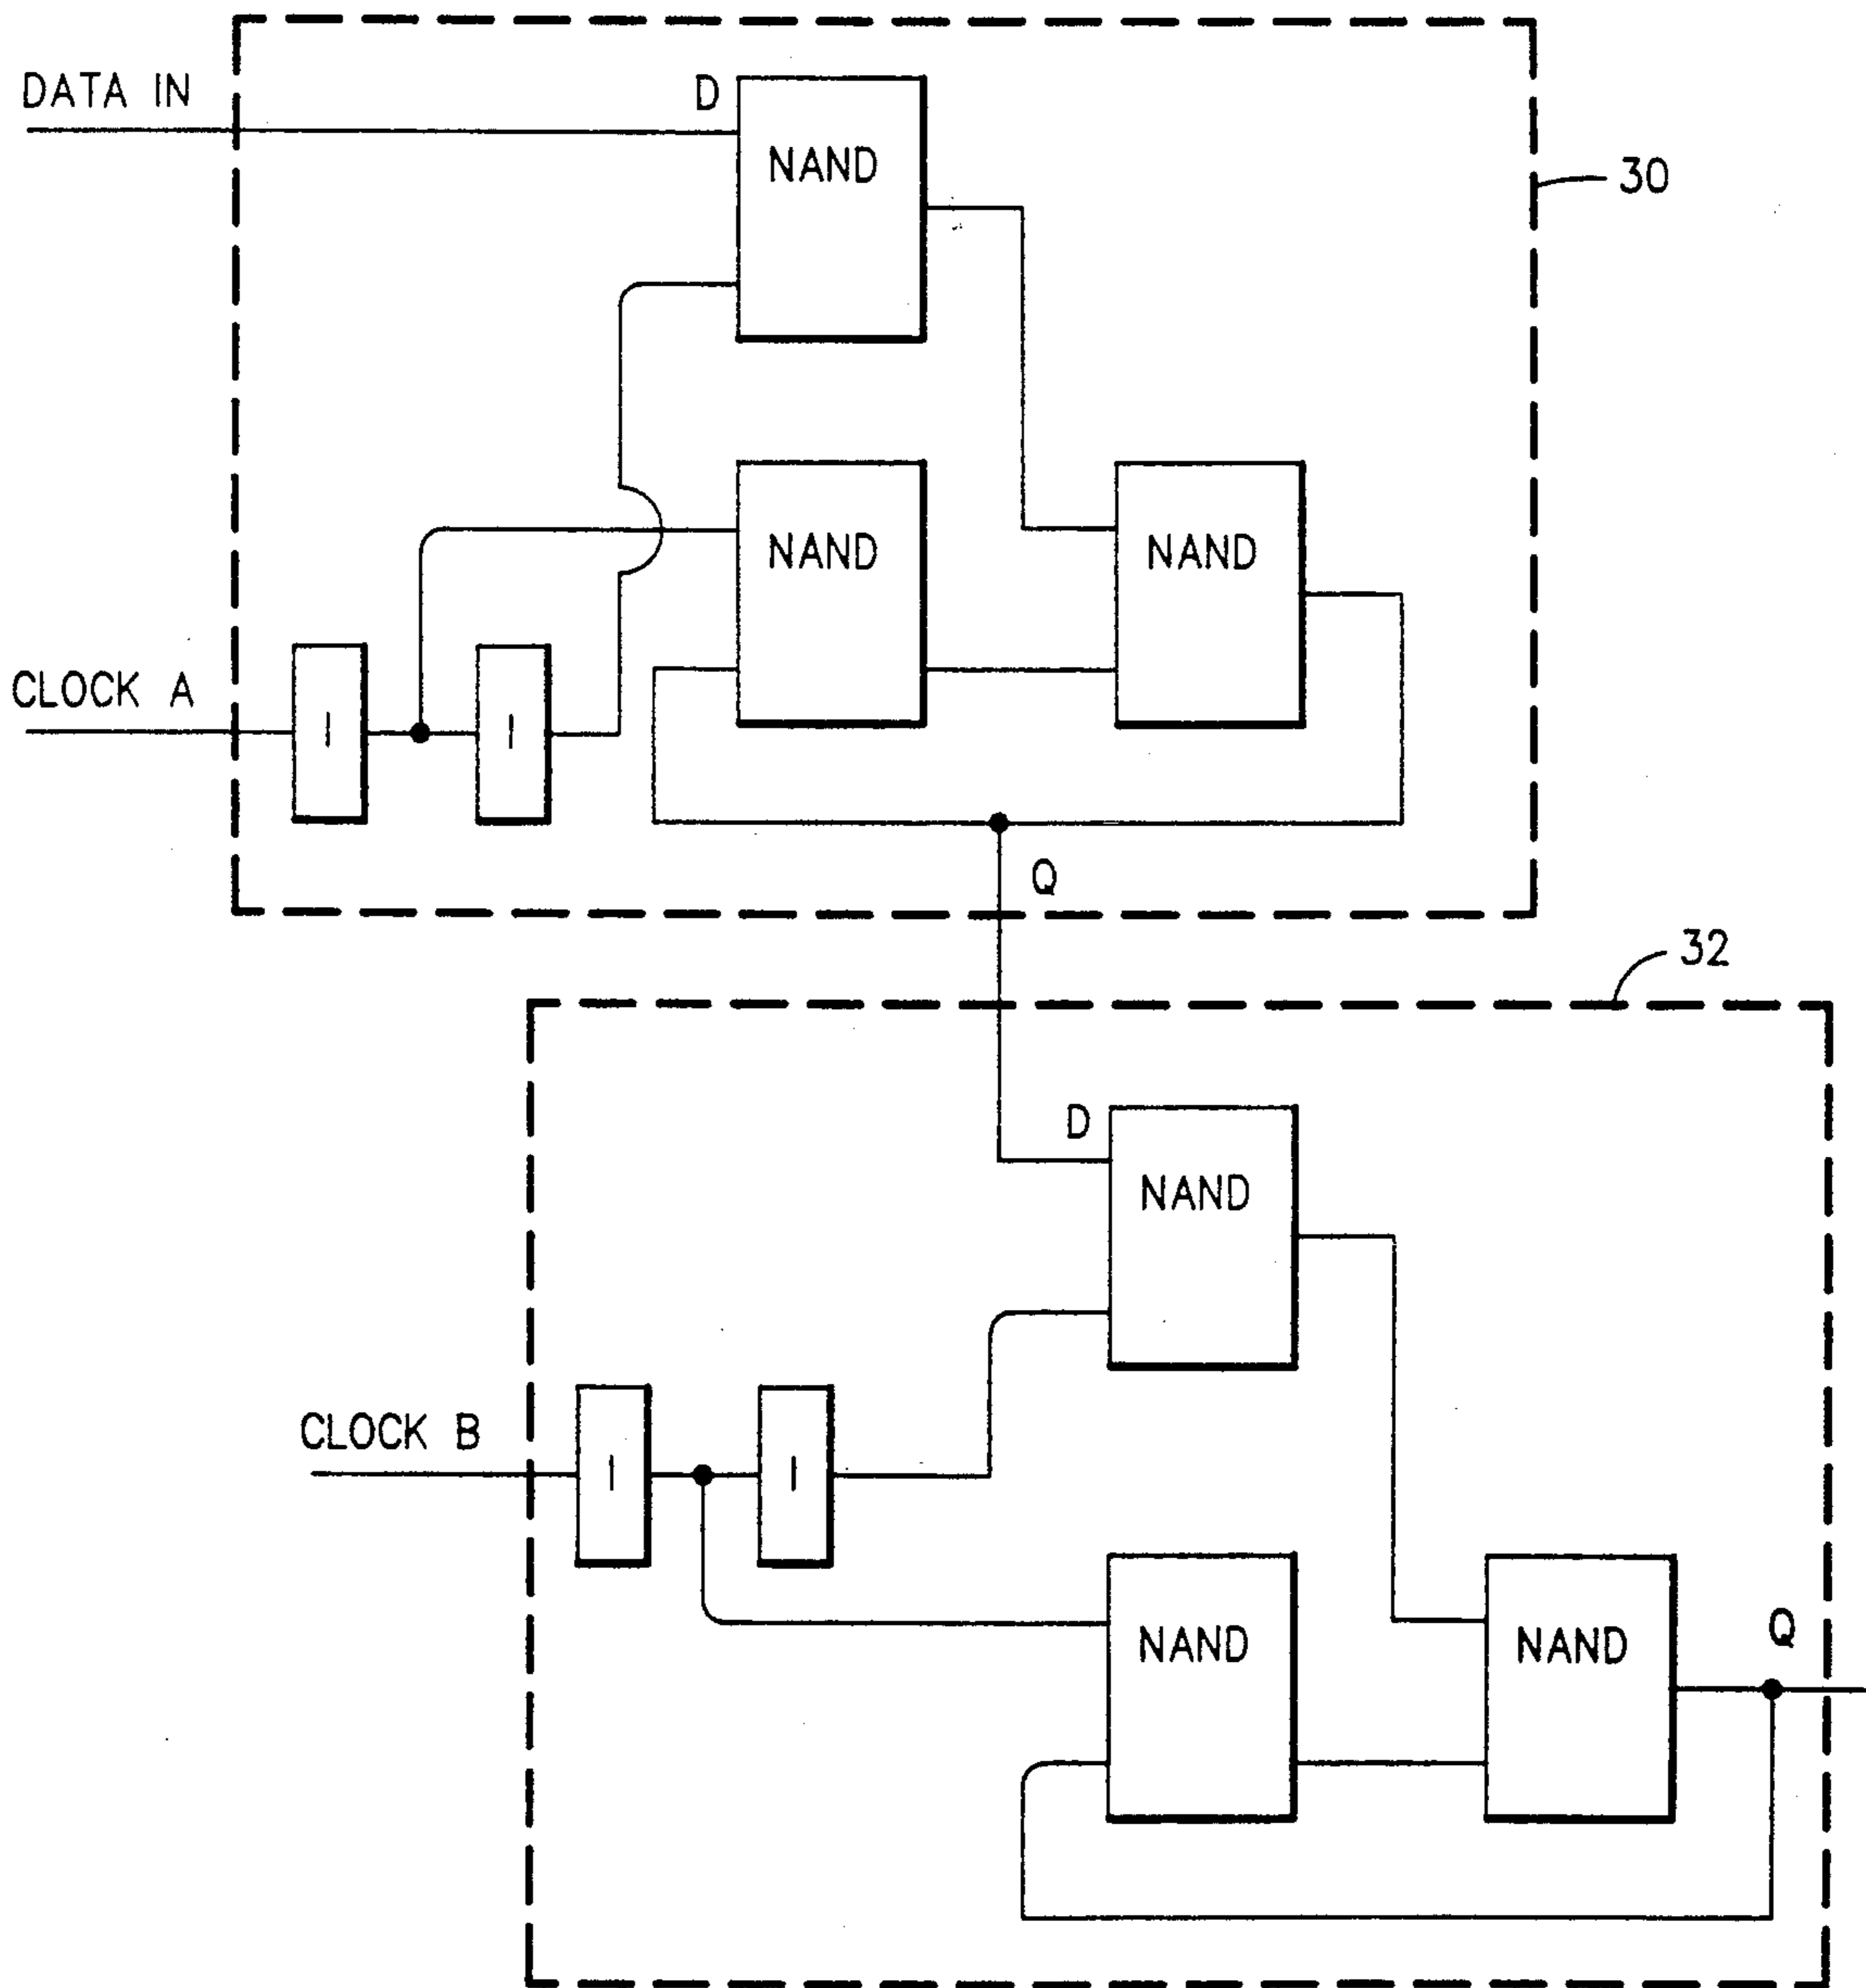 DATA IN
D
NAND
30
NAND
NAND
CLOCK A
I
I
Q
32
D
NAND
CLOCK B
I
I
NAND
NAND
Q